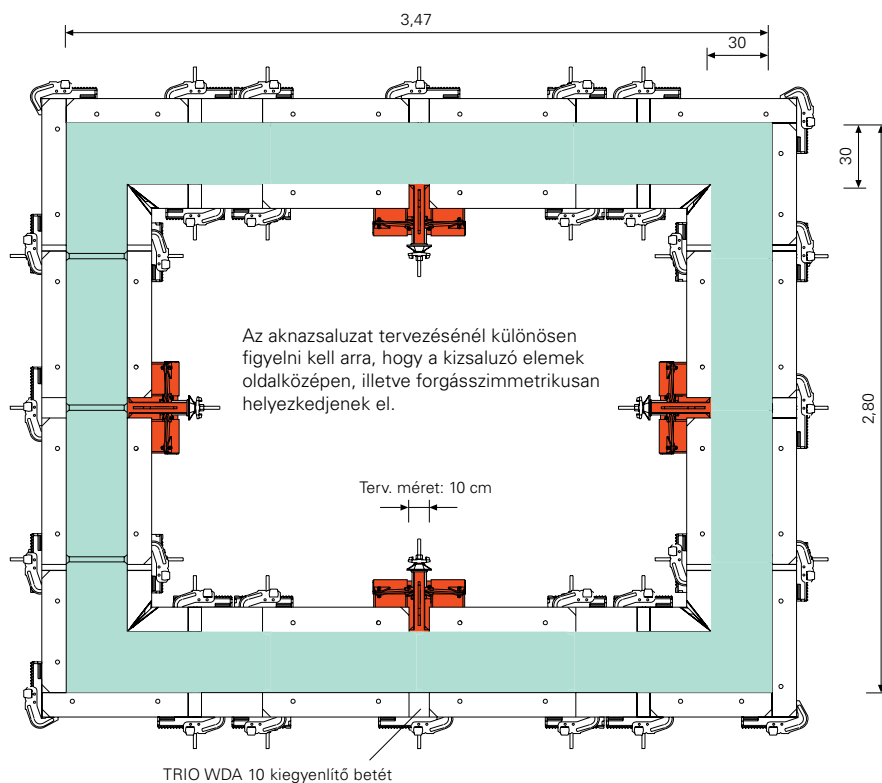 3,47
30
30
Az aknazsaluzat tervezésénél különösen
figyelni kell arra, hogy a kizsaluzó elemek
oldalközépen, illetve forgásszimmetrikusan
helyezkedjenek el.
2,80
Terv. méret: 10 cm
TRIO WDA 10 kiegyenlítő betét